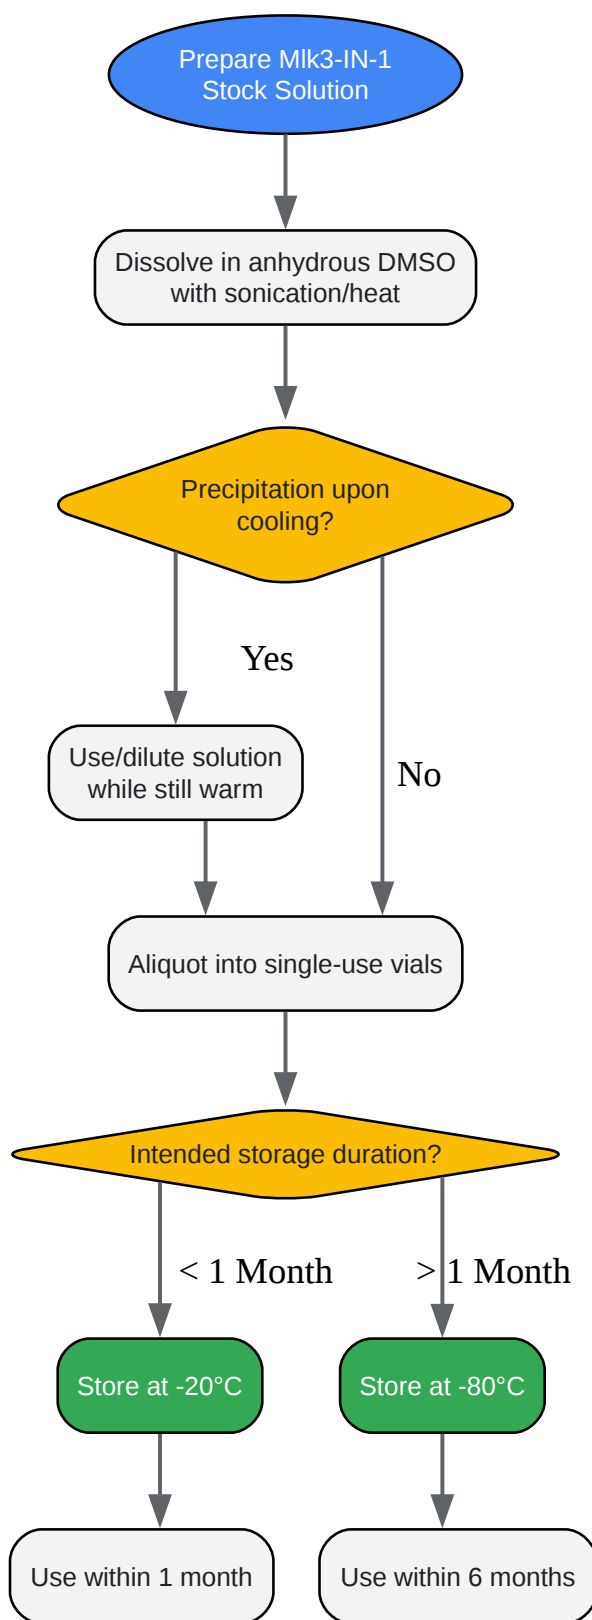 Prepare Mlk3-IN-1
Stock Solution
Dissolve in anhydrous DMSO
with sonication/heat
Precipitation upon
cooling?
Yes
Use/dilute solution
while still warm
No
Aliquot into single-use vials
Intended storage duration?
< 1 Month
> 1 Month
Store at -20°C
Store at -80°C
Use within 1 month
Use within 6 months